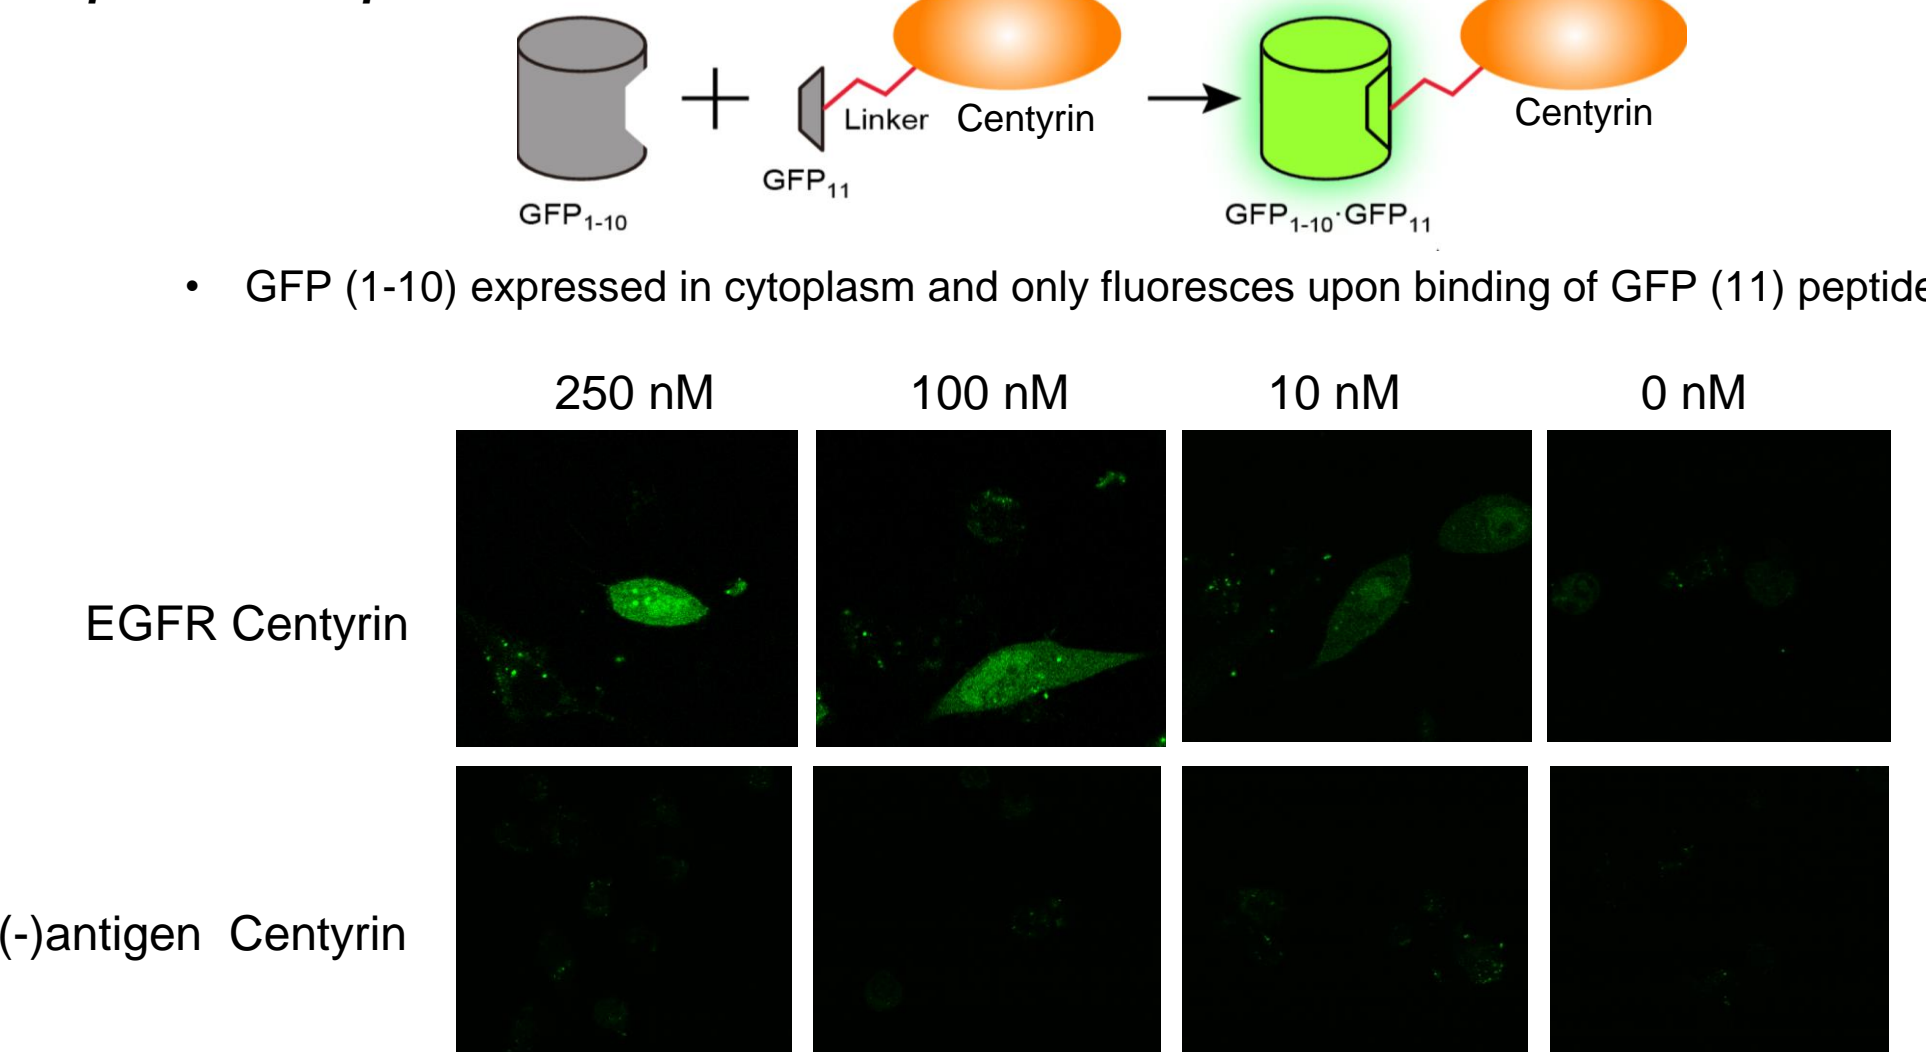 Linker Centyrin Centyrin
GFP11
GFP1-10 GFP1-10·GFP11
• GFP (1-10) expressed in cytoplasm and only fluoresces upon binding of GFP (11) peptide
250 nM 100 nM 10 nM 0 nM
EGFR Centyrin
(-)antigen Centyrin